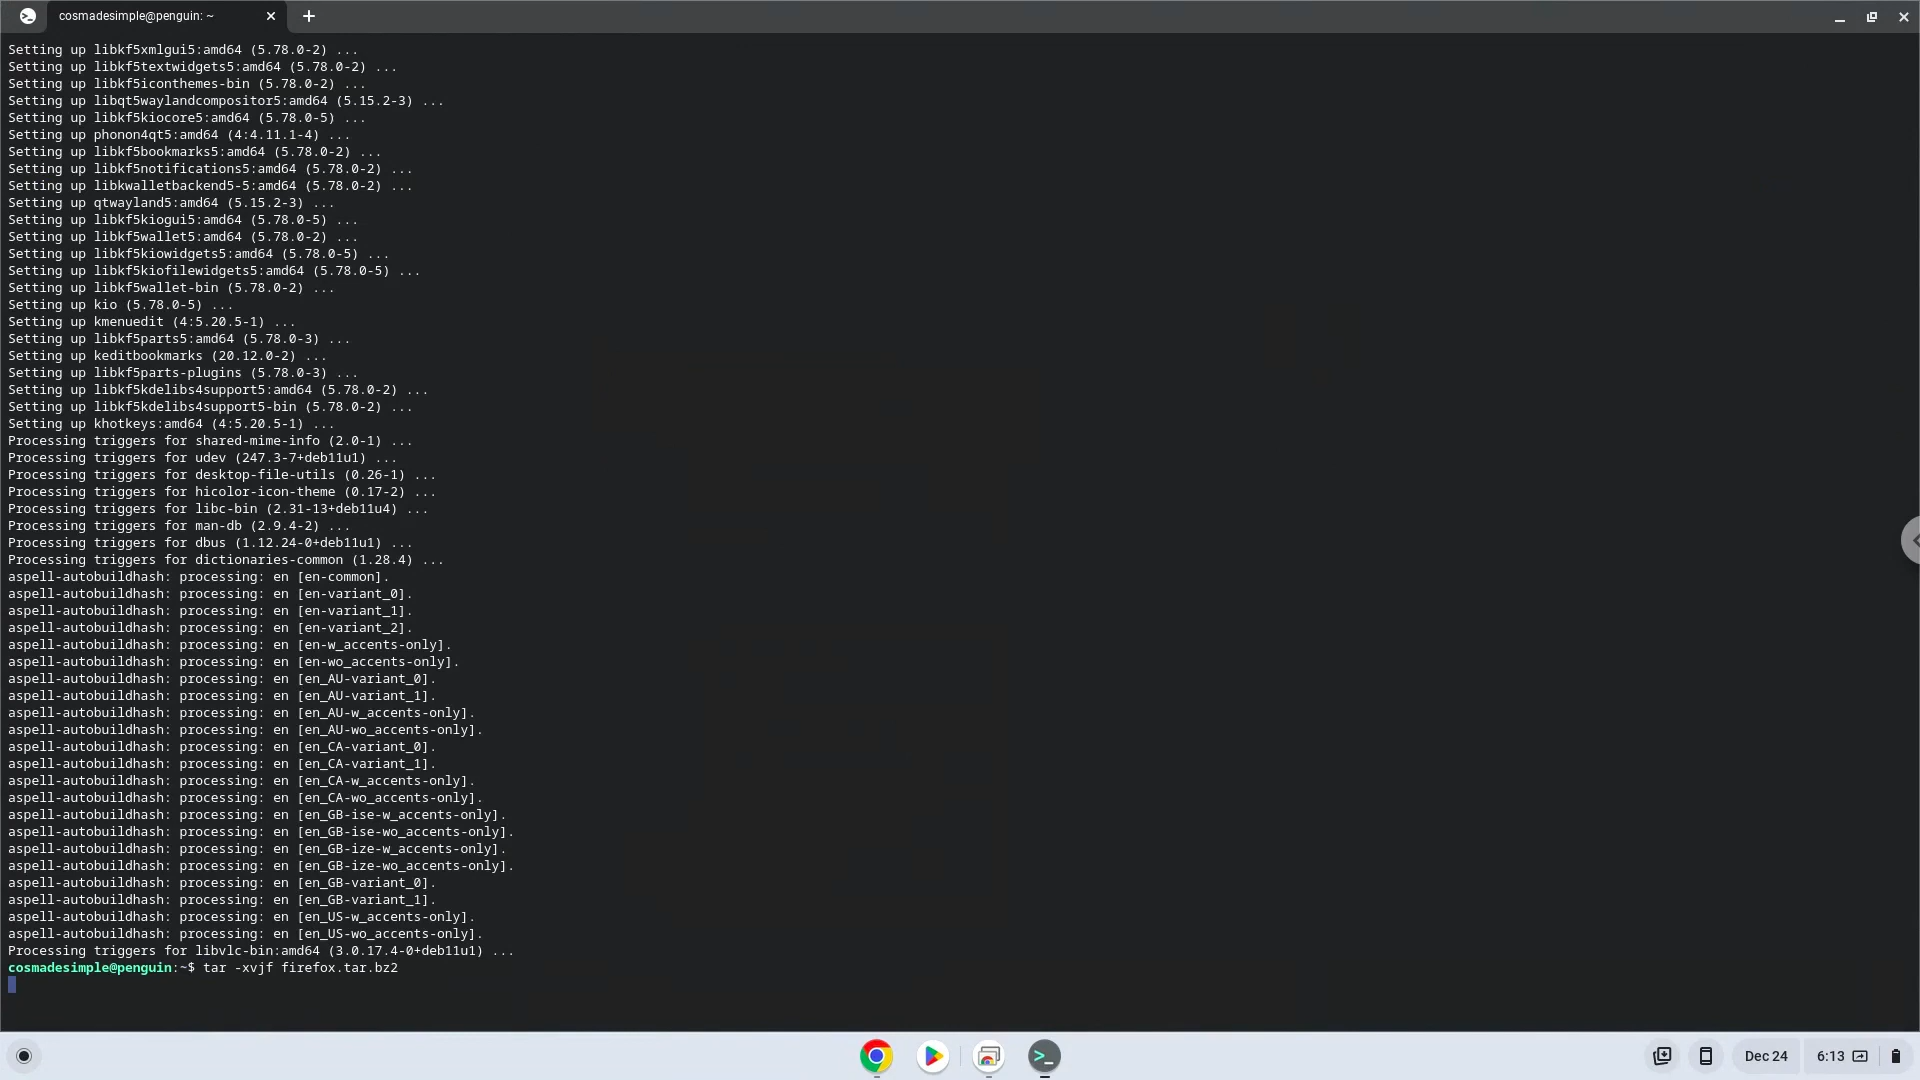 cosmadesimple@penguin: ~
Setting up libkf5xmlgui5:amd64 (5.78.0-2) ...
Setting up libkf5textwidgets5:amd64 (5.78.0-2) ...
Setting up libkf5iconthemes-bin (5.78.0-2) ...
Setting up libqt5waylandcompositor5:amd64 (5.15.2-3) ...
Setting up libkf5kiocore5:amd64 (5.78.0-5) ...
Setting up phonon4qt5:amd64 (4:4.11.1-4) ...
Setting up libkf5bookmarks5:amd64 (5.78.0-2) ...
Setting up libkf5notifications5:amd64 (5.78.0-2) ...
Setting up libkwalletbackend5-5:amd64 (5.78.0-2) ...
Setting up qtwayland5:amd64 (5.15.2-3) ...
Setting up libkf5kiogui5:amd64 (5.78.0-5) ...
Setting up libkf5wallet5:amd64 (5.78.0-2) ...
Setting up libkf5kiowidgets5:amd64 (5.78.0-5) ...
Setting up libkf5kiofilewidgets5:amd64 (5.78.0-5) ...
Setting up libkf5wallet-bin (5.78.0-2) ...
Setting up kio (5.78.0-5) ...
Setting up kmenuedit (4:5.20.5-1) ...
Setting up libkf5parts5:amd64 (5.78.0-3) ...
Setting up keditbookmarks (20.12.0-2) ...
Setting up libkf5parts-plugins (5.78.0-3) ...
Setting up libkf5kdelibs4support5:amd64 (5.78.0-2) ...
Setting up libkf5kdelibs4support5-bin (5.78.0-2) ...
Setting up khotkeys:amd64 (4:5.20.5-1) ...
Processing triggers for shared-mime-info (2.0-1) ...
Processing triggers for udev (247.3-7+deb11u1) ...
Processing triggers for desktop-file-utils (0.26-1) ...
Processing triggers for hicolor-icon-theme (0.17-2) ...
Processing triggers for libc-bin (2.31-13+deb11u4) ...
Processing triggers for man-db (2.9.4-2) ...
Processing triggers for dbus (1.12.24-0+deb11u1) ...
Processing triggers for dictionaries-common (1.28.4) ...
aspell-autobuildhash: processing: en [en-common].
aspell-autobuildhash: processing: en [en-variant_0].
aspell-autobuildhash: processing: en [en-variant_1].
aspell-autobuildhash: processing: en [en-variant_2].
aspell-autobuildhash: processing: en [en-w_accents-only].
aspell-autobuildhash: processing: en [en-wo_accents-only].
aspell-autobuildhash: processing: en [en_AU-variant_0].
aspell-autobuildhash: processing: en [en_AU-variant_1].
aspell-autobuildhash: processing: en [en_AU-w_accents-only].
aspell-autobuildhash: processing: en [en_AU-wo_accents-only].
aspell-autobuildhash: processing: en [en_CA-variant_0].
aspell-autobuildhash: processing: en [en_CA-variant_1].
aspell-autobuildhash: processing: en [en_CA-w_accents-only].
aspell-autobuildhash: processing: en [en_CA-wo_accents-only].
aspell-autobuildhash: processing: en [en_GB-ise-w_accents-only].
aspell-autobuildhash: processing: en [en_GB-ise-wo_accents-only].
aspell-autobuildhash: processing: en [en_GB-ize-w_accents-only].
aspell-autobuildhash: processing: en [en_GB-ize-wo_accents-only].
aspell-autobuildhash: processing: en [en_GB-variant_0].
aspell-autobuildhash: processing: en [en_GB-variant_1].
aspell-autobuildhash: processing: en [en_US-w_accents-only].
aspell-autobuildhash: processing: en [en_US-wo_accents-only].
Processing triggers for libvlc-bin:amd64 (3.0.17.4-0+deb11u1) ...
cosmadesimple@penguin:~$ tar -xvjf firefox.tar.bz2
Dec 24 6:13